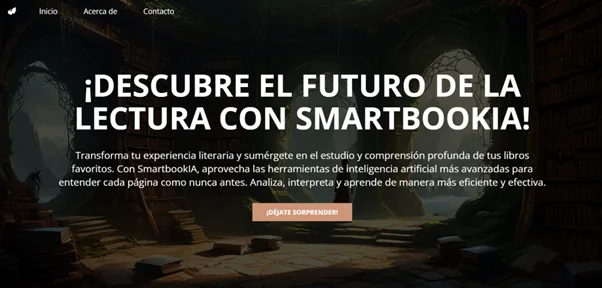 Inicio Acerca de Contacto
¡DESCUBRE EL FUTURO DE LA
LECTURA CON SMARTBOOKIA!
Transforma tu experiencia literaria y sumérgete en el estudio y comprensión profunda de tus libros
favoritos. Con SmartbookIA, aprovecha las herramientas de inteligencia artificial más avanzadas para
entender cada página como nunca antes. Analiza, interpreta y aprende de manera más eficiente y efectiva.
¡DÉJATE SORPRENDER!